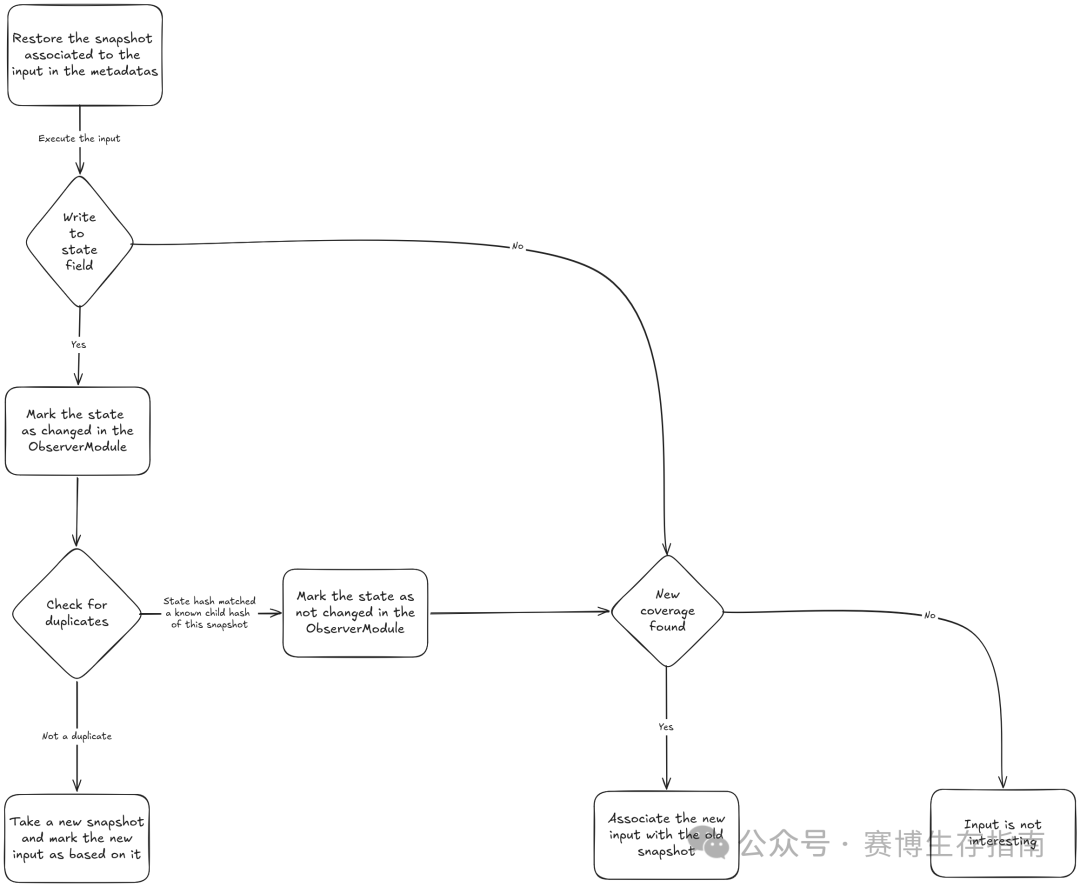 Restore the snapshot
associated to the
input in the metadatas
Execute the input
Write
to
state
field
No
Yes
Mark the state
as changed in the
ObserverModule
Check for
duplicates
State hash matched
a known child hash
of this snapshot
Mark the state as
not changed in the
ObserverModule
New
coverage
found
No
Not a duplicate
Yes
Take a new snapshot
and mark the new
input as based on it
Associate the new
input with the old
snapshot
Input is not
interesting
公众号 · 赛博生存指南